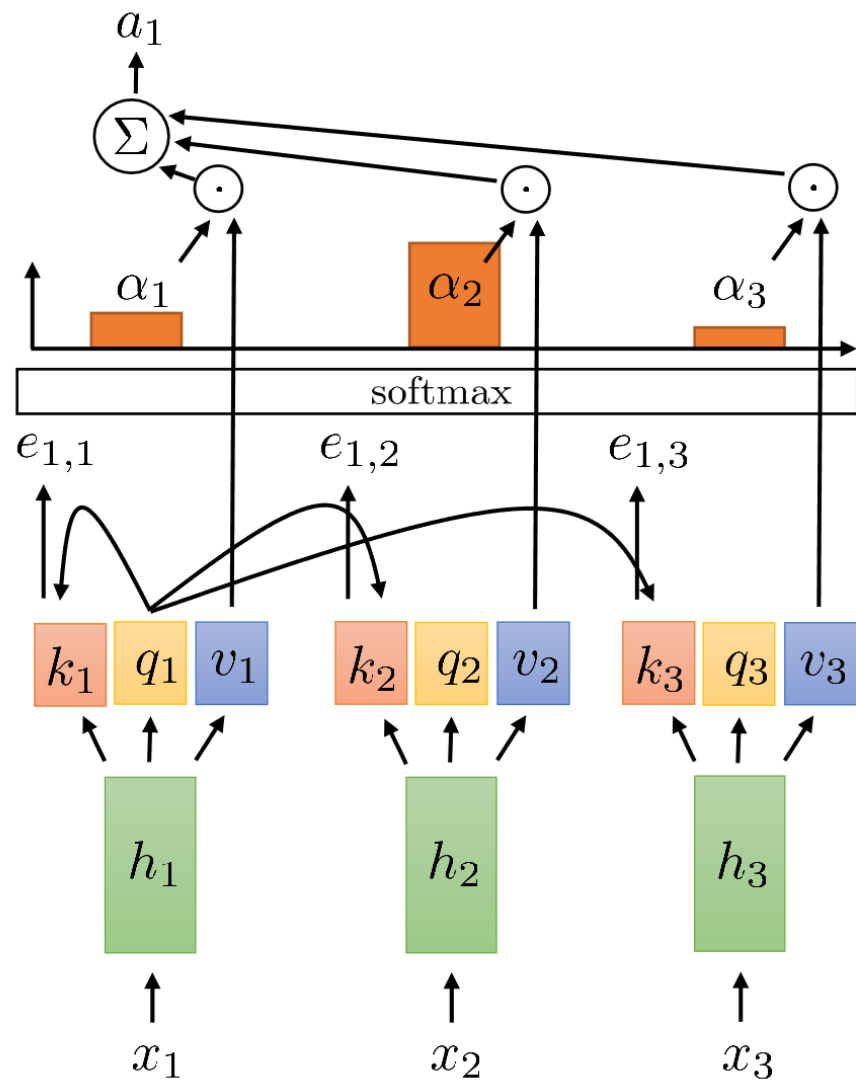 a₁
Σ
α₁ α₂ α₃
softmax
e₁,₁ e₁,₂ e₁,₃
k₁ q₁ v₁ k₂ q₂ v₂ k₃ q₃ v₃
h₁ h₂ h₃
x₁ x₂ x₃